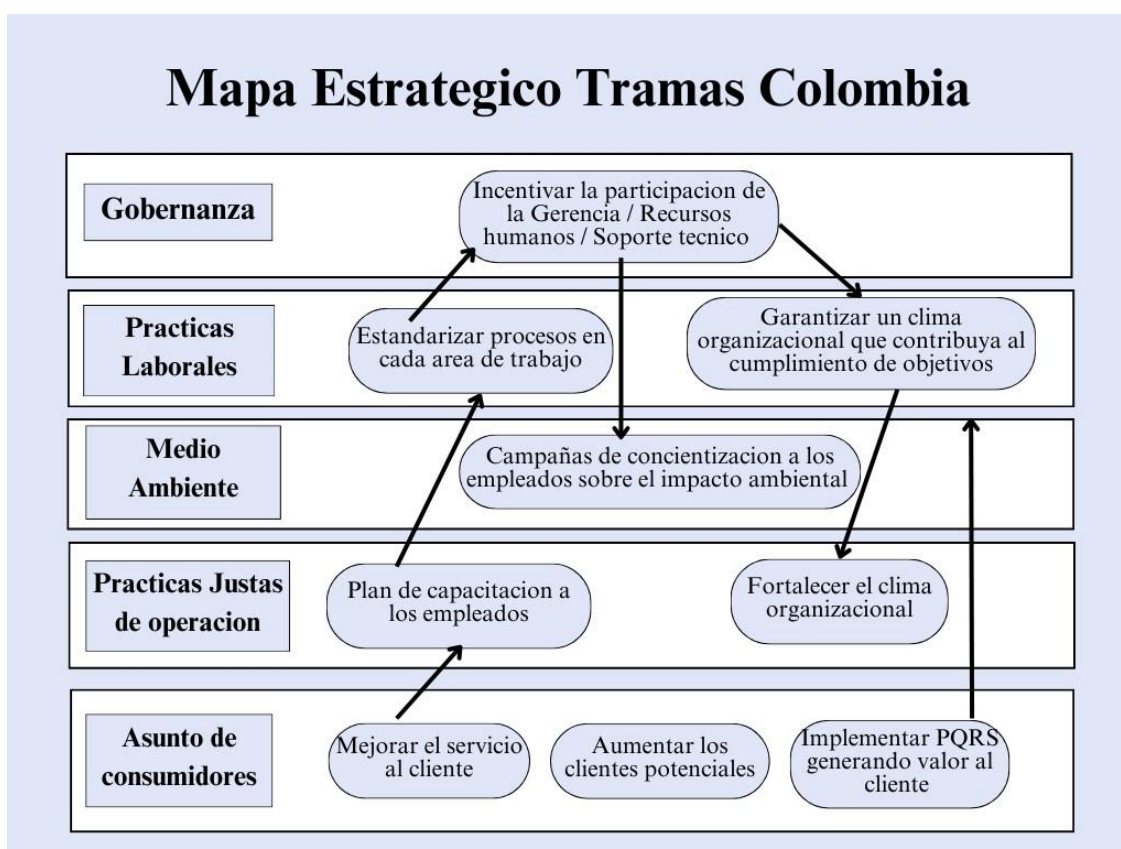 Mapa Estrategico Tramas Colombia
Gobernanza
Incentivar la participacion de
la Gerencia / Recursos
humanos / Soporte tecnico
Practicas
Laborales
Estandarizar procesos en
cada area de trabajo
Garantizar un clima
organizacional que contribuya al
cumplimiento de objetivos
Medio
Ambiente
Campañas de concientizacion a los
empleados sobre el impacto ambiental
Practicas Justas
de operacion
Plan de capacitacion a
los empleados
Fortalecer el clima
organizacional
Asunto de
consumidores
Mejorar el servicio
al cliente
Aumentar los
clientes potenciales
Implementar PQRS
generando valor al
cliente